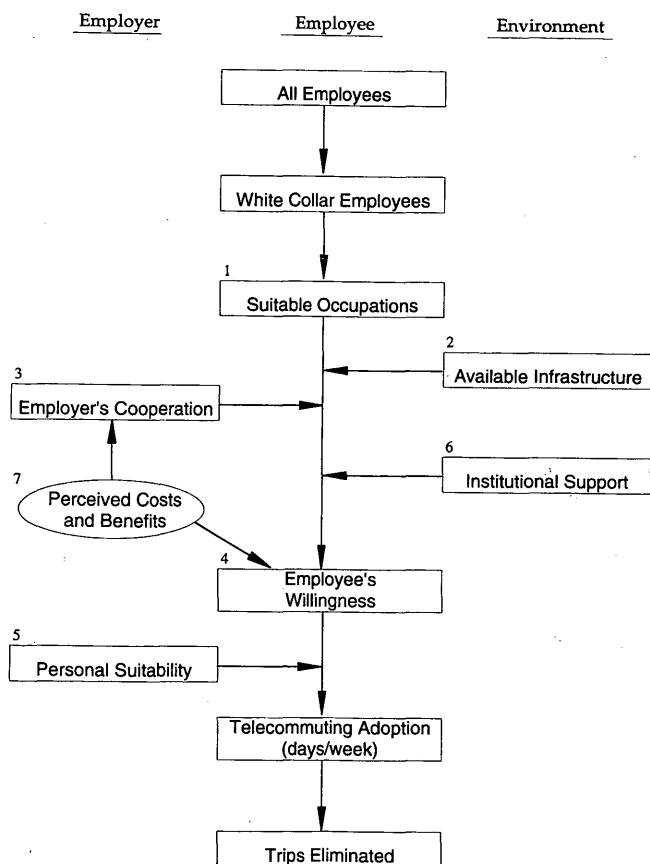 Employer Employee Environment
All Employees
White Collar Employees
1
Suitable Occupations
2
Available Infrastructure
3
Employer's Cooperation
6
Institutional Support
7
Perceived Costs
and Benefits
4
Employee's
Willingness
5
Personal Suitability
Telecommuting Adoption
(days/week)
Trips Eliminated